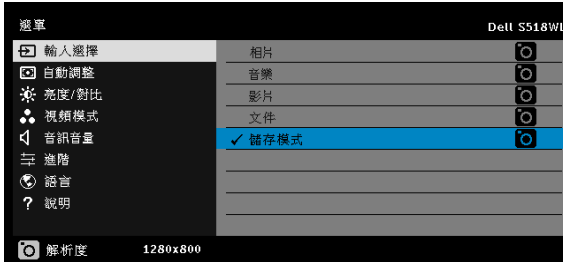 選單 Dell S518WL
輸入選擇
自動調整
亮度/對比
視頻模式
音訊音量
進階
語言
? 說明
相片
音樂
影片
文件
✓ 儲存模式
解析度 1280x800